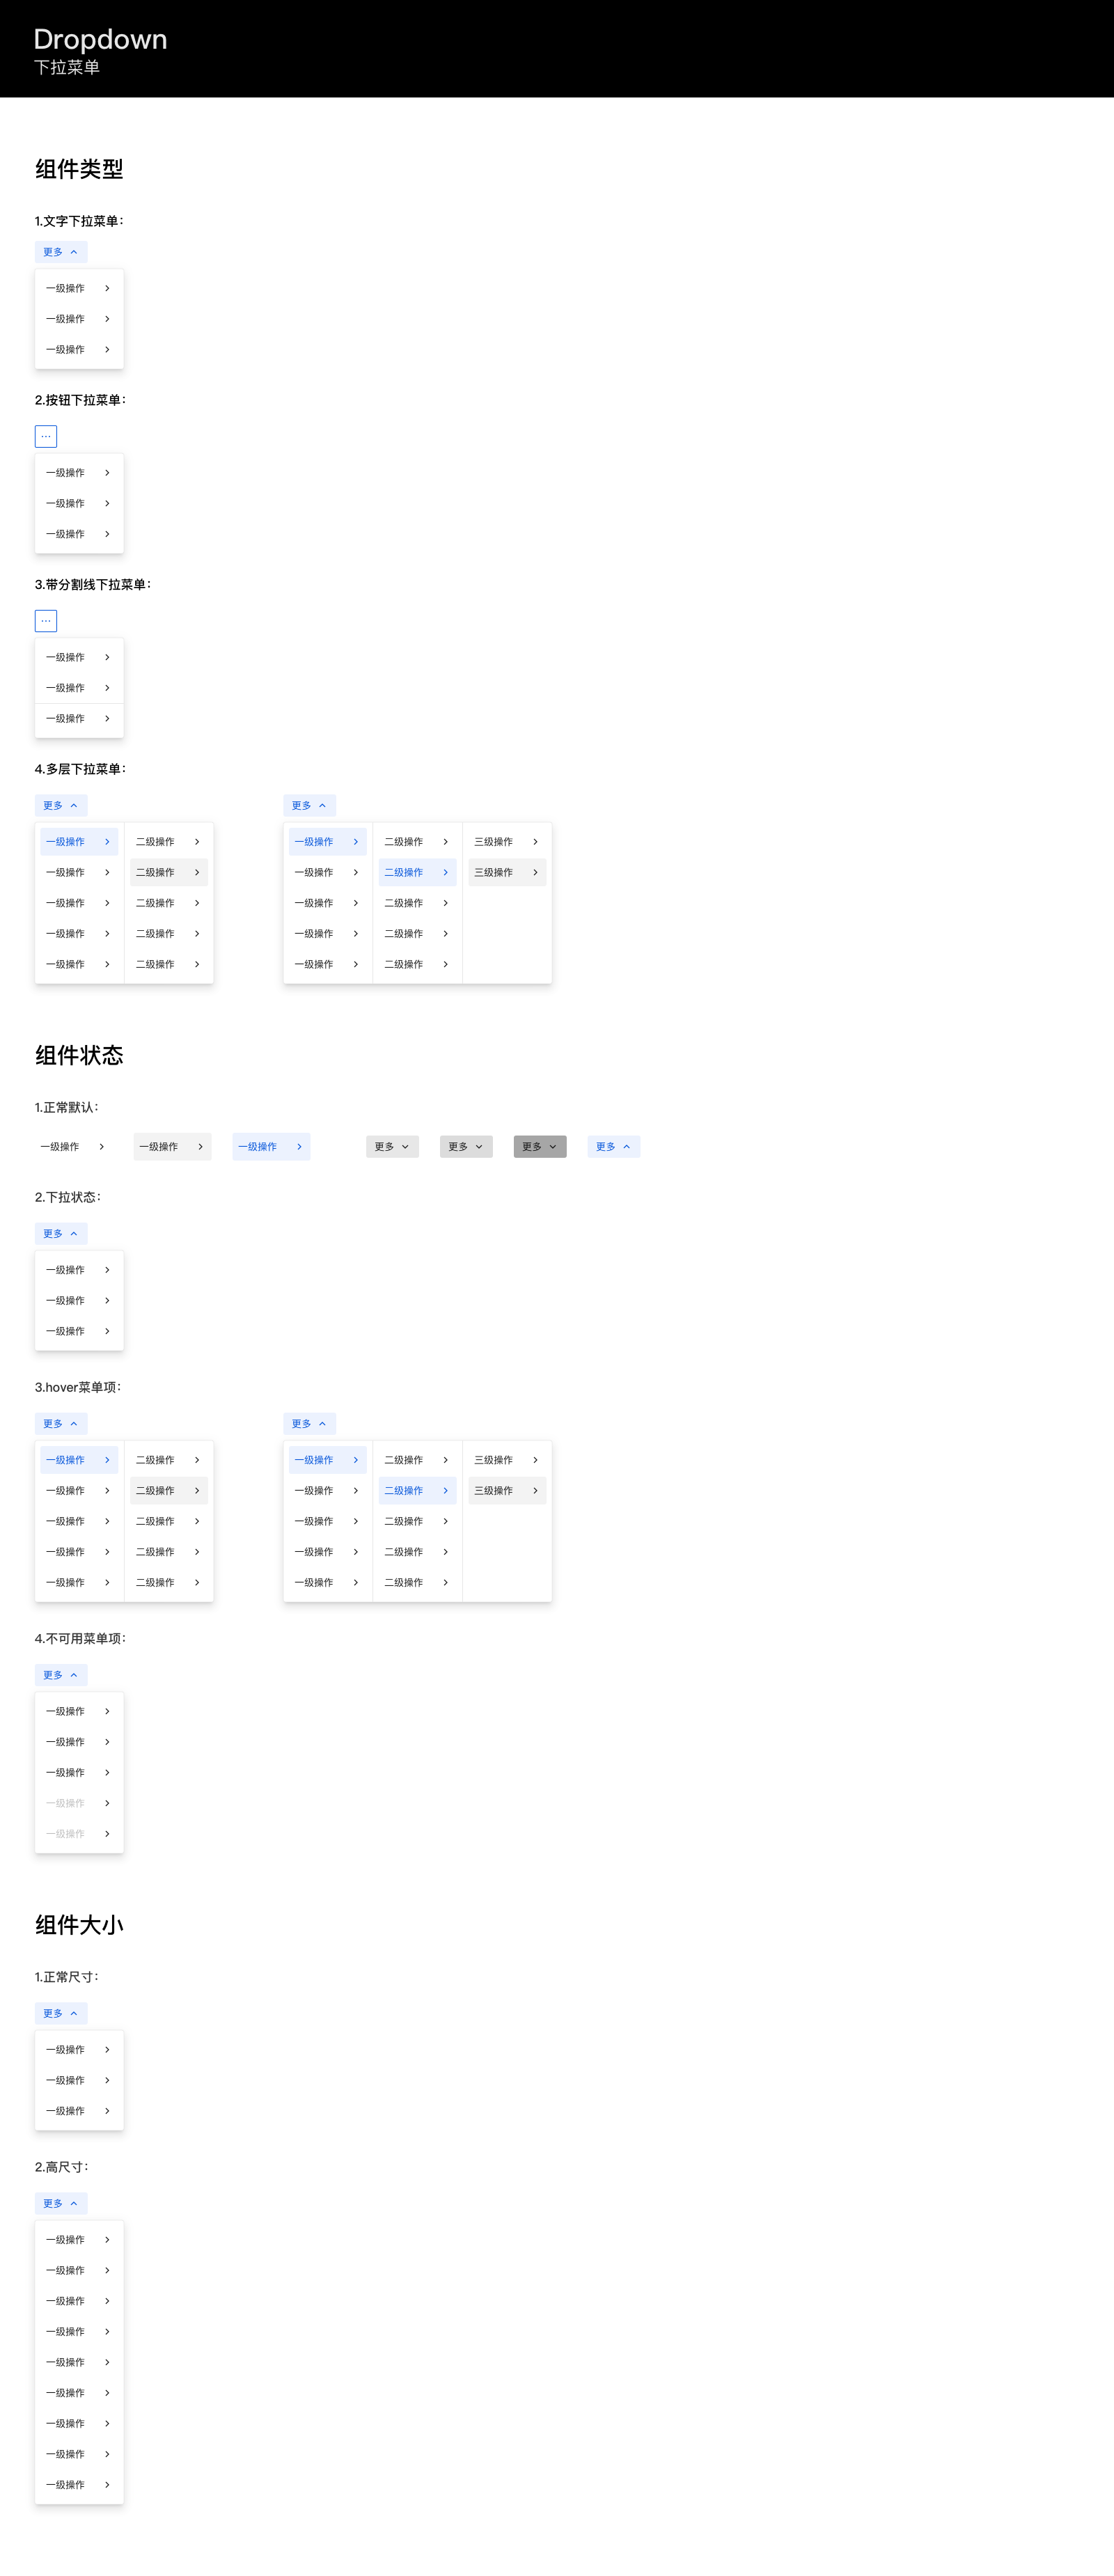 Dropdown
下拉菜单
组件类型
1.文字下拉菜单：
更多
一级操作
一级操作
一级操作
2.按钮下拉菜单：
···
一级操作
一级操作
一级操作
3.带分割线下拉菜单：
···
一级操作
一级操作
一级操作
4.多层下拉菜单：
更多 更多
一级操作 二级操作 一级操作 二级操作 三级操作
一级操作 二级操作 一级操作 二级操作 三级操作
一级操作 二级操作 一级操作 二级操作
一级操作 二级操作 一级操作 二级操作
一级操作 二级操作 一级操作 二级操作
组件状态
1.正常默认：
一级操作 一级操作 一级操作 更多 更多 更多 更多
2.下拉状态：
更多
一级操作
一级操作
一级操作
3.hover菜单项：
更多 更多
一级操作 二级操作 一级操作 二级操作 三级操作
一级操作 二级操作 一级操作 二级操作 三级操作
一级操作 二级操作 一级操作 二级操作
一级操作 二级操作 一级操作 二级操作
一级操作 二级操作 一级操作 二级操作
4.不可用菜单项：
更多
一级操作
一级操作
一级操作
一级操作
一级操作
组件大小
1.正常尺寸：
更多
一级操作
一级操作
一级操作
2.高尺寸：
更多
一级操作
一级操作
一级操作
一级操作
一级操作
一级操作
一级操作
一级操作
一级操作